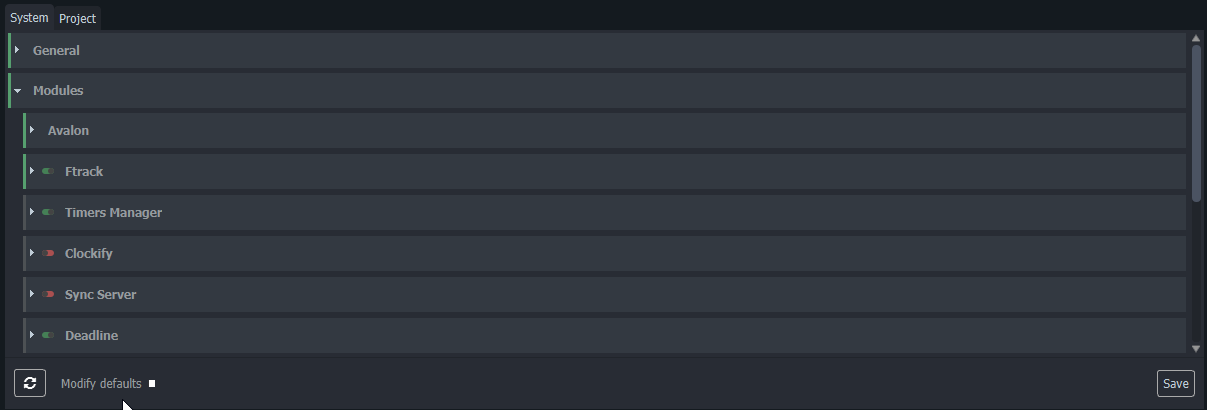 System Project
General
Modules
Avalon
Ftrack
Timers Manager
Clockify
Sync Server
Deadline
Modify defaults
Save